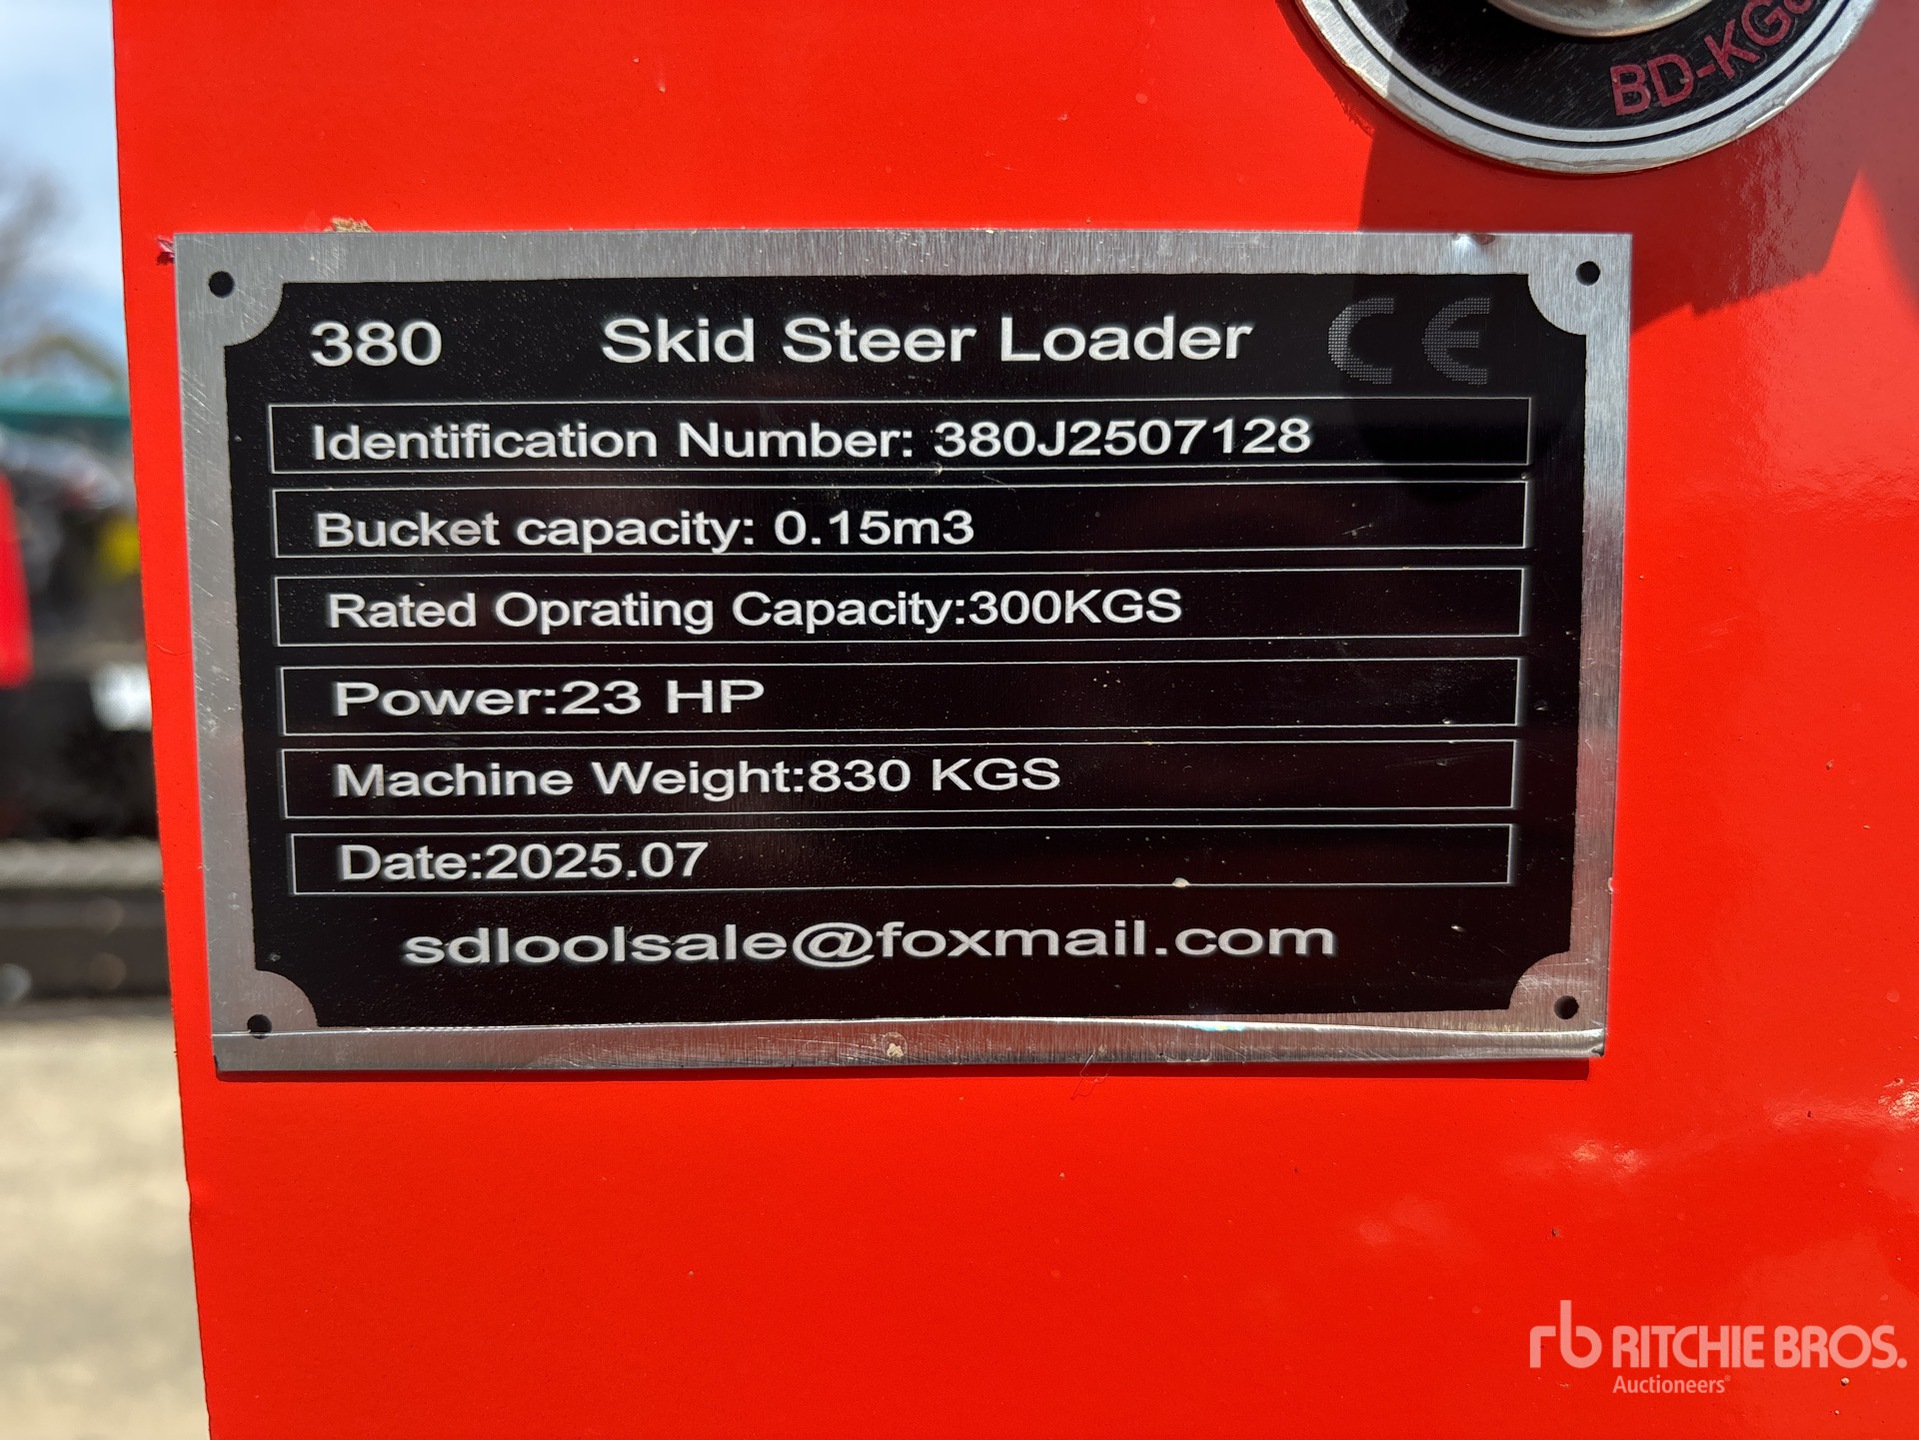 BD-KG
380 Skid Steer Loader CE
Identification Number: 380J2507128
Bucket capacity: 0.15m3
Rated Oprating Capacity:300KGS
Power:23 HP
Machine Weight:830 KGS
Date:2025.07
sdloolsale@foxmail.com
rb RITCHIE BROS.
Auctioneers®